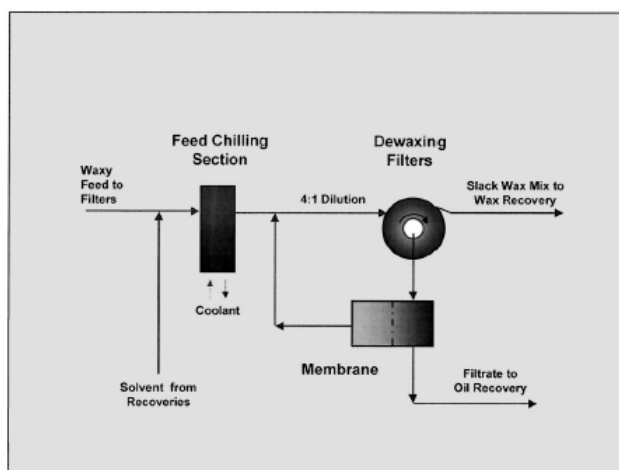 Feed Chilling
Section
Dewaxing
Filters
Waxy
Feed to
Filters
4:1 Dilution
Slack Wax Mix to
Wax Recovery
Coolant
Membrane
Solvent from
Recoveries
Filtrate to
Oil Recovery